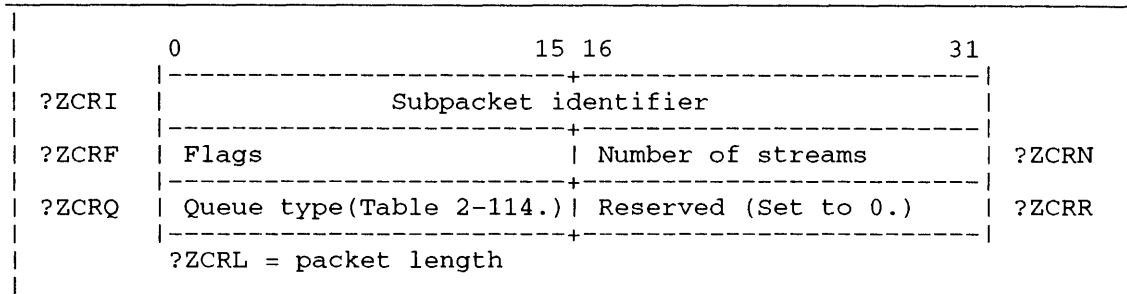 0 15 16 31
?ZCRI Subpacket identifier
?ZCRF Flags Number of streams ?ZCRN
?ZCRQ Queue type(Table 2-114.) Reserved (Set to 0.) ?ZCRR
?ZCRL = packet length